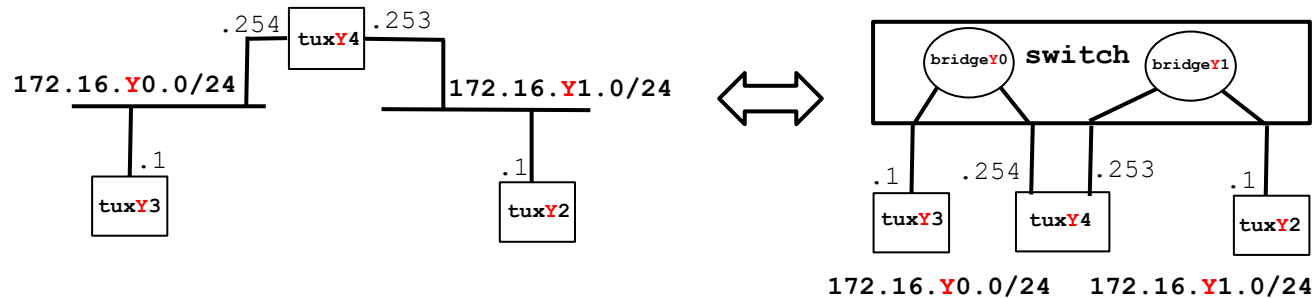 .254
tuxY4
.253
172.16.Y0.0/24
172.16.Y1.0/24
.1
tuxY3
.1
tuxY2
bridgeY0
switch
bridgeY1
.1
.254
.253
.1
tuxY3
tuxY4
tuxY2
172.16.Y0.0/24
172.16.Y1.0/24